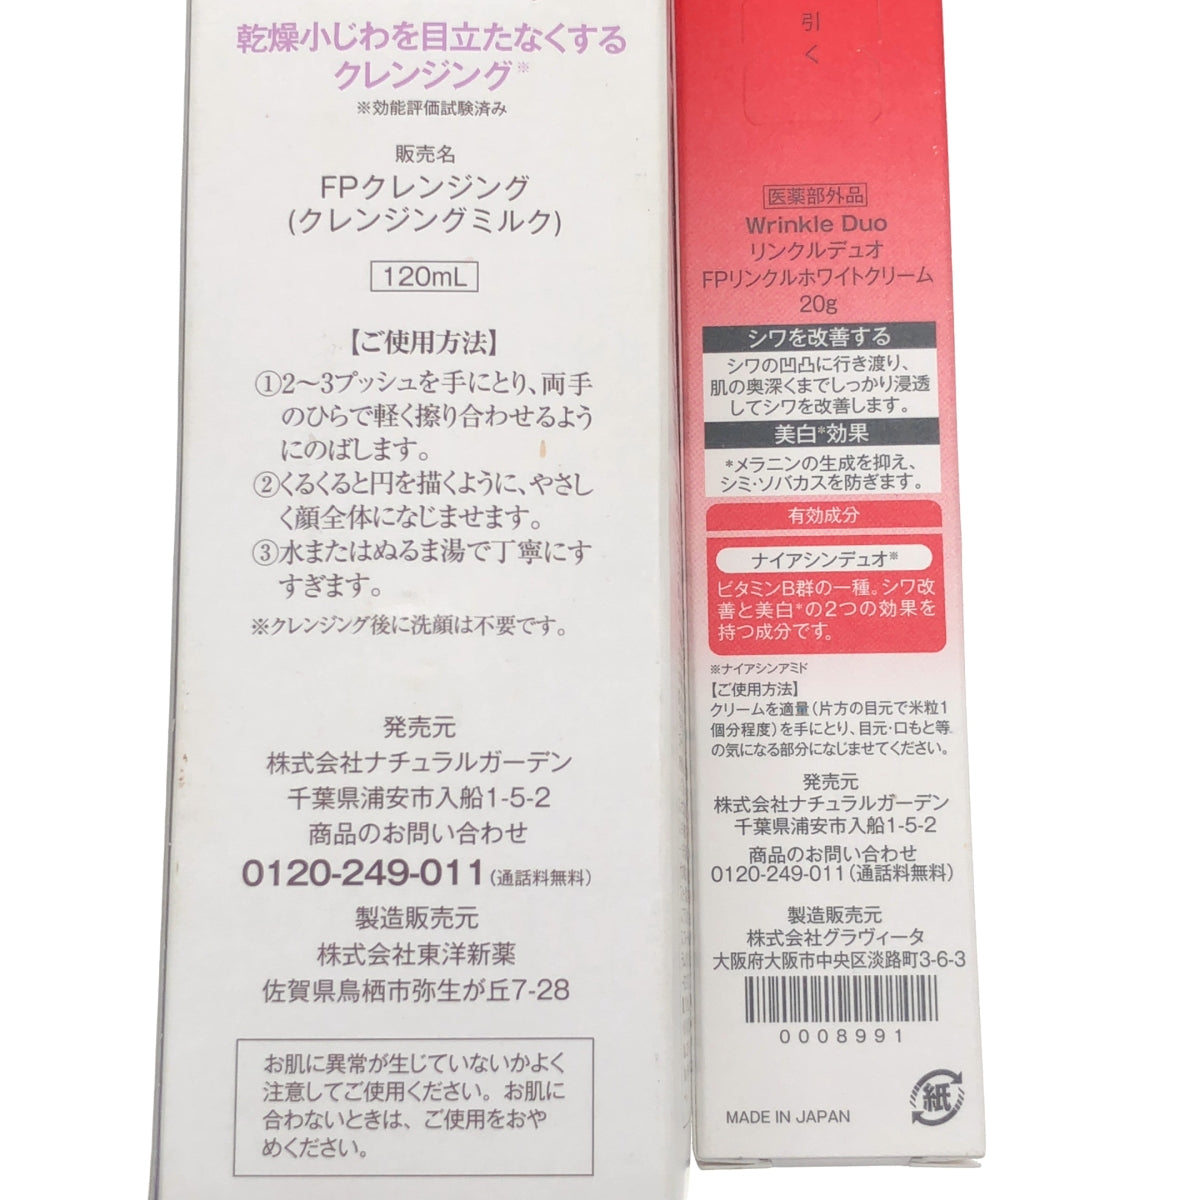 乾燥小じわを目立たなくする
クレンジング※
※効能評価試験済み
販売名
FPクレンジング
(クレンジングミルク)
120mL
【ご使用方法】
①2〜3プッシュを手にとり、両手
のひらで軽く擦り合わせるよう
にのばします。
②くるくると円を描くように、やさし
く顔全体になじませます。
③水またはぬるま湯で丁寧にす
すぎます。
※クレンジング後に洗顔は不要です。
発売元
株式会社ナチュラルガーデン
千葉県浦安市入船1-5-2
商品のお問い合わせ
0120-249-011(通話料無料)
製造販売元
株式会社東洋新薬
佐賀県鳥栖市弥生が丘7-28
お肌に異常が生じていないかよく
注意してご使用ください。お肌に
合わないときは、ご使用をおや
めください。
引
く
医薬部外品
Wrinkle Duo
リンクルデュオ
FPリンクルホワイトクリーム
20g
シワを改善する
シワの凹凸に行き渡り、
肌の奥深くまでしっかり浸透
してシワを改善します。
美白*効果
*メラニンの生成を抑え、
シミ・ソバカスを防ぎます。
有効成分
ナイアシンデュオ※
ビタミンB群の一種。シワ改
善と美白*の2つの効果を
持つ成分です。
※ナイアシンアミド
【ご使用方法】
クリームを適量(片方の目元で米粒1
個分程度)を手にとり、目元・口もと等
の気になる部分になじませてください。
発売元
株式会社ナチュラルガーデン
千葉県浦安市入船1-5-2
商品のお問い合わせ
0120-249-011(通話料無料)
製造販売元
株式会社グラヴィータ
大阪府大阪市中央区淡路町3-6-3
0008991
紙
MADE IN JAPAN